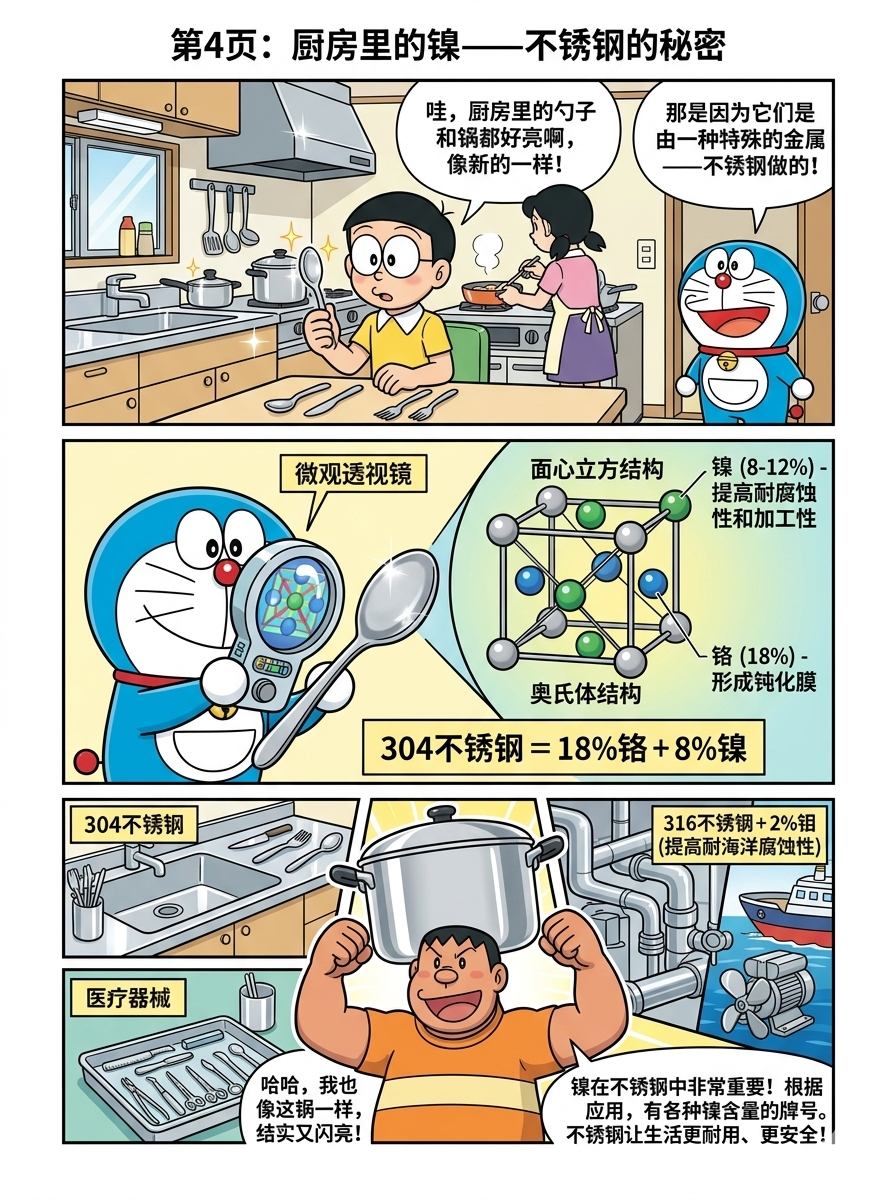 第4页：厨房里的镍——不锈钢的秘密
哇，厨房里的勺子
和锅都好亮啊，
像新的一样！
那是因为它们是
由一种特殊的金属
——不锈钢做的！
微观透视镜
面心立方结构
镍 (8-12%) -
提高耐腐蚀
性和加工性
铬 (18%) -
形成钝化膜
奥氏体结构
304不锈钢＝18%铬+8%镍
304不锈钢
316不锈钢+2%钼
(提高耐海洋腐蚀性)
医疗器械
哈哈，我也
像这锅一样，
结实又闪亮！
镍在不锈钢中非常重要！根据
应用，有各种镍含量的牌号。
不锈钢让生活更耐用、更安全！